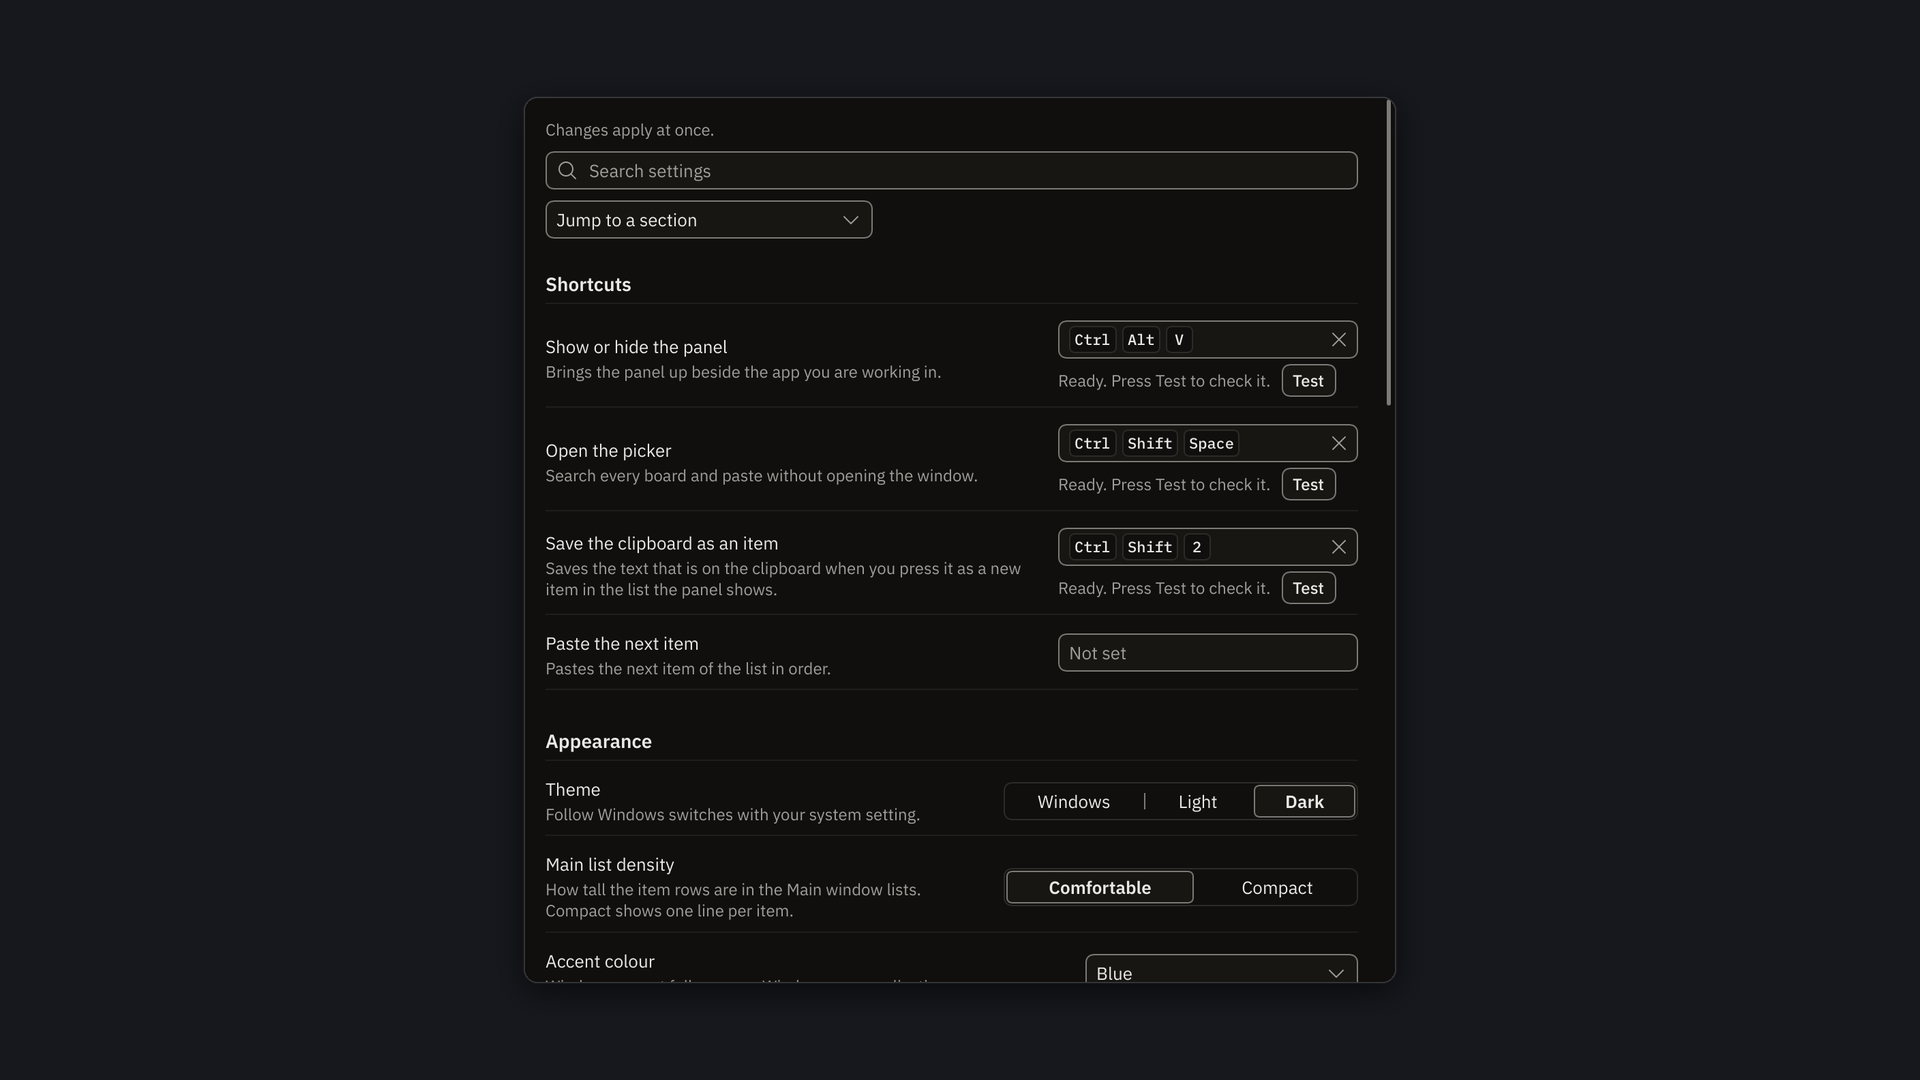 Changes apply at once.
Search settings
Jump to a section
Shortcuts
Show or hide the panel
Brings the panel up beside the app you are working in.
Ctrl Alt V
Ready. Press Test to check it. Test
Open the picker
Search every board and paste without opening the window.
Ctrl Shift Space
Ready. Press Test to check it. Test
Save the clipboard as an item
Saves the text that is on the clipboard when you press it as a new
item in the list the panel shows.
Ctrl Shift 2
Ready. Press Test to check it. Test
Paste the next item
Pastes the next item of the list in order.
Not set
Appearance
Theme
Follow Windows switches with your system setting.
Windows | Light Dark
Main list density
How tall the item rows are in the Main window lists.
Compact shows one line per item.
Comfortable Compact
Accent colour
Blue